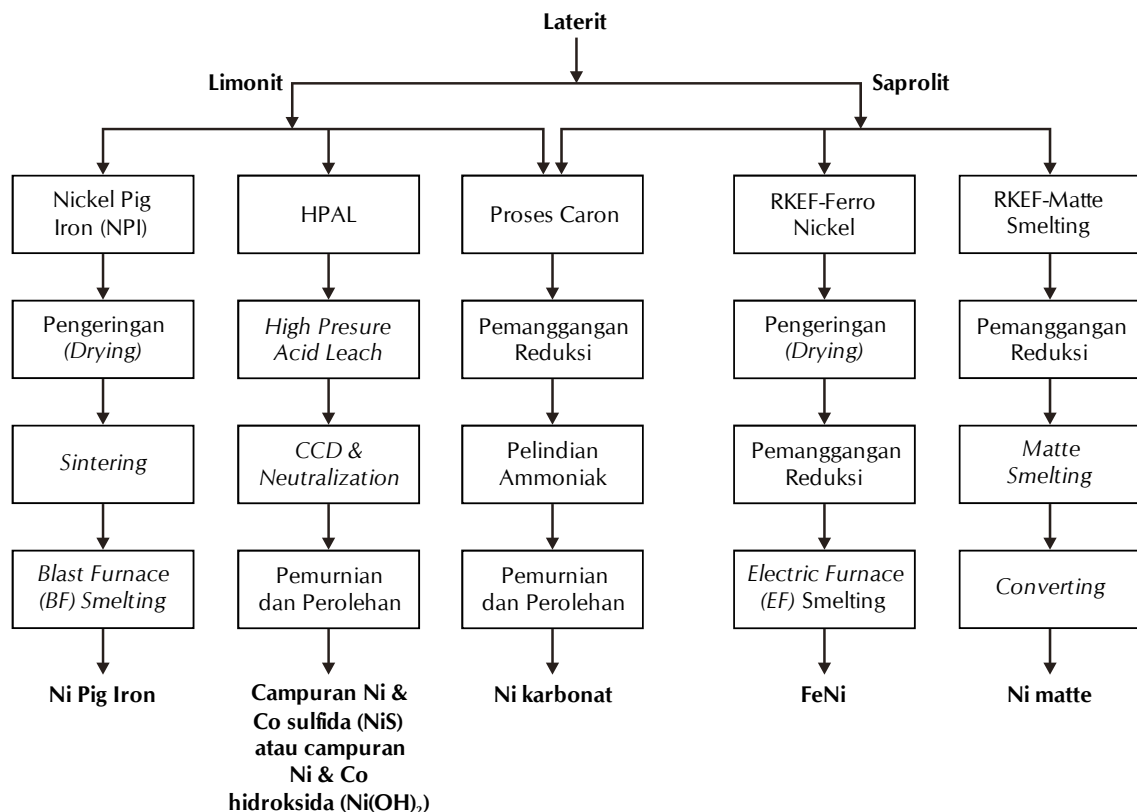 Laterit
Limonit
Saprolit
Nickel Pig
Iron (NPI)
HPAL
Proses Caron
RKEF-Ferro
Nickel
RKEF-Matte
Smelting
Pengeringan
(Drying)
High Presure
Acid Leach
Pemanggangan
Reduksi
Pengeringan
(Drying)
Pemanggangan
Reduksi
Sintering
CCD &
Neutralization
Pelindian
Ammoniak
Pemanggangan
Reduksi
Matte
Smelting
Blast Furnace
(BF) Smelting
Pemurnian
dan Perolehan
Pemurnian
dan Perolehan
Electric Furnace
(EF) Smelting
Converting
Ni Pig Iron
Campuran Ni &
Co sulfida (NiS)
atau campuran
Ni & Co
hidroksida (Ni(OH)₂)
Ni karbonat
FeNi
Ni matte